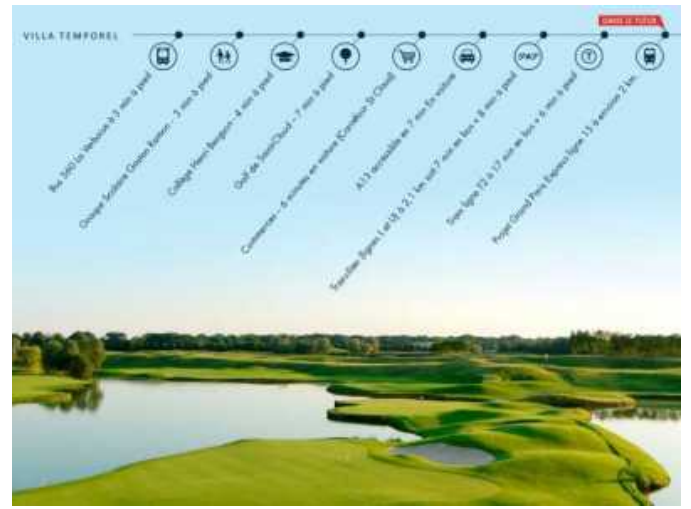 DANS LE FUTUR
VILLA TEMPOREL
Bus 360 La Verboise à 3 min à pied
Groupe Scolaire Gaston Ramon - 3 min à pied
Collège Henri Bergson - 4 min à pied
Golf de Saint-Cloud - 7 min à pied
Commerces - 6 minutes en voiture (Carrefour St Cloud)
A13 accessible en 7 min En voiture
Transilien (lignes L et U) à 2,1 km soit 7 min en bus + 8 min à pied
Tram ligne T2 à 17 min en bus + 6 min à pied
Projet Grand Paris Express ligne 15 à environ 2 km